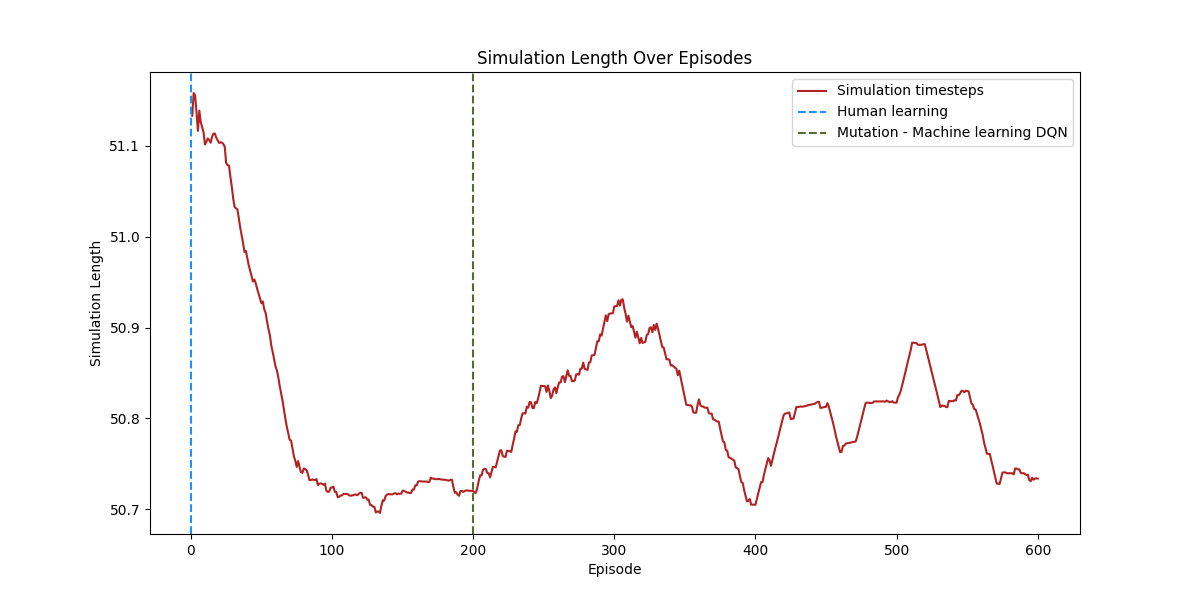 Simulation Length Over Episodes
Simulation timesteps
Human learning
Mutation - Machine learning DQN
51.1
51.0
50.9
50.8
50.7
Simulation Length
0 100 200 300 400 500 600
Episode